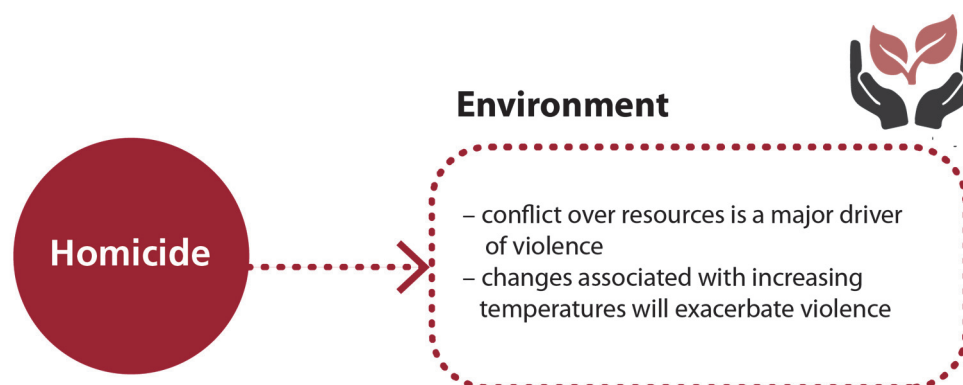 Environment
Homicide
– conflict over resources is a major driver
of violence
– changes associated with increasing
temperatures will exacerbate violence